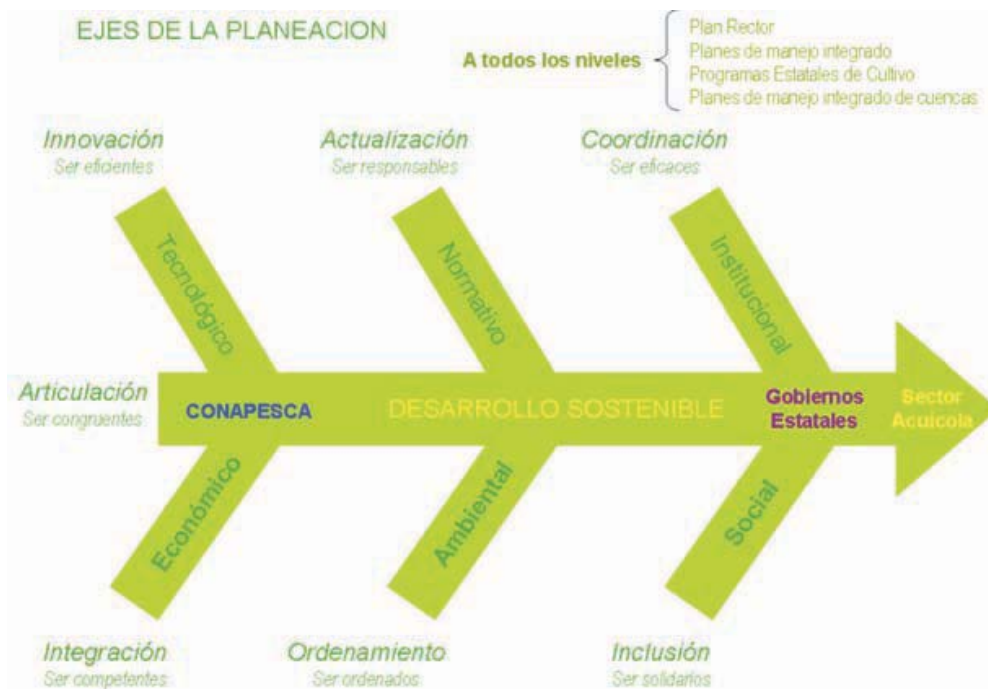 EJES DE LA PLANEACION
A todos los niveles
Plan Rector
Planes de manejo integrado
Programas Estatales de Cultivo
Planes de manejo integrado de cuencas
Innovación
Ser eficientes
Actualización
Ser responsables
Coordinación
Ser eficaces
Tecnológico
Normativo
Institucional
Articulación
Ser congruentes
CONAPESCA
DESARROLLO SOSTENIBLE
Gobiernos
Estatales
Sector
Acuícola
Económico
Ambiental
Social
Integración
Ser competentes
Ordenamiento
Ser ordenados
Inclusión
Ser solidarios